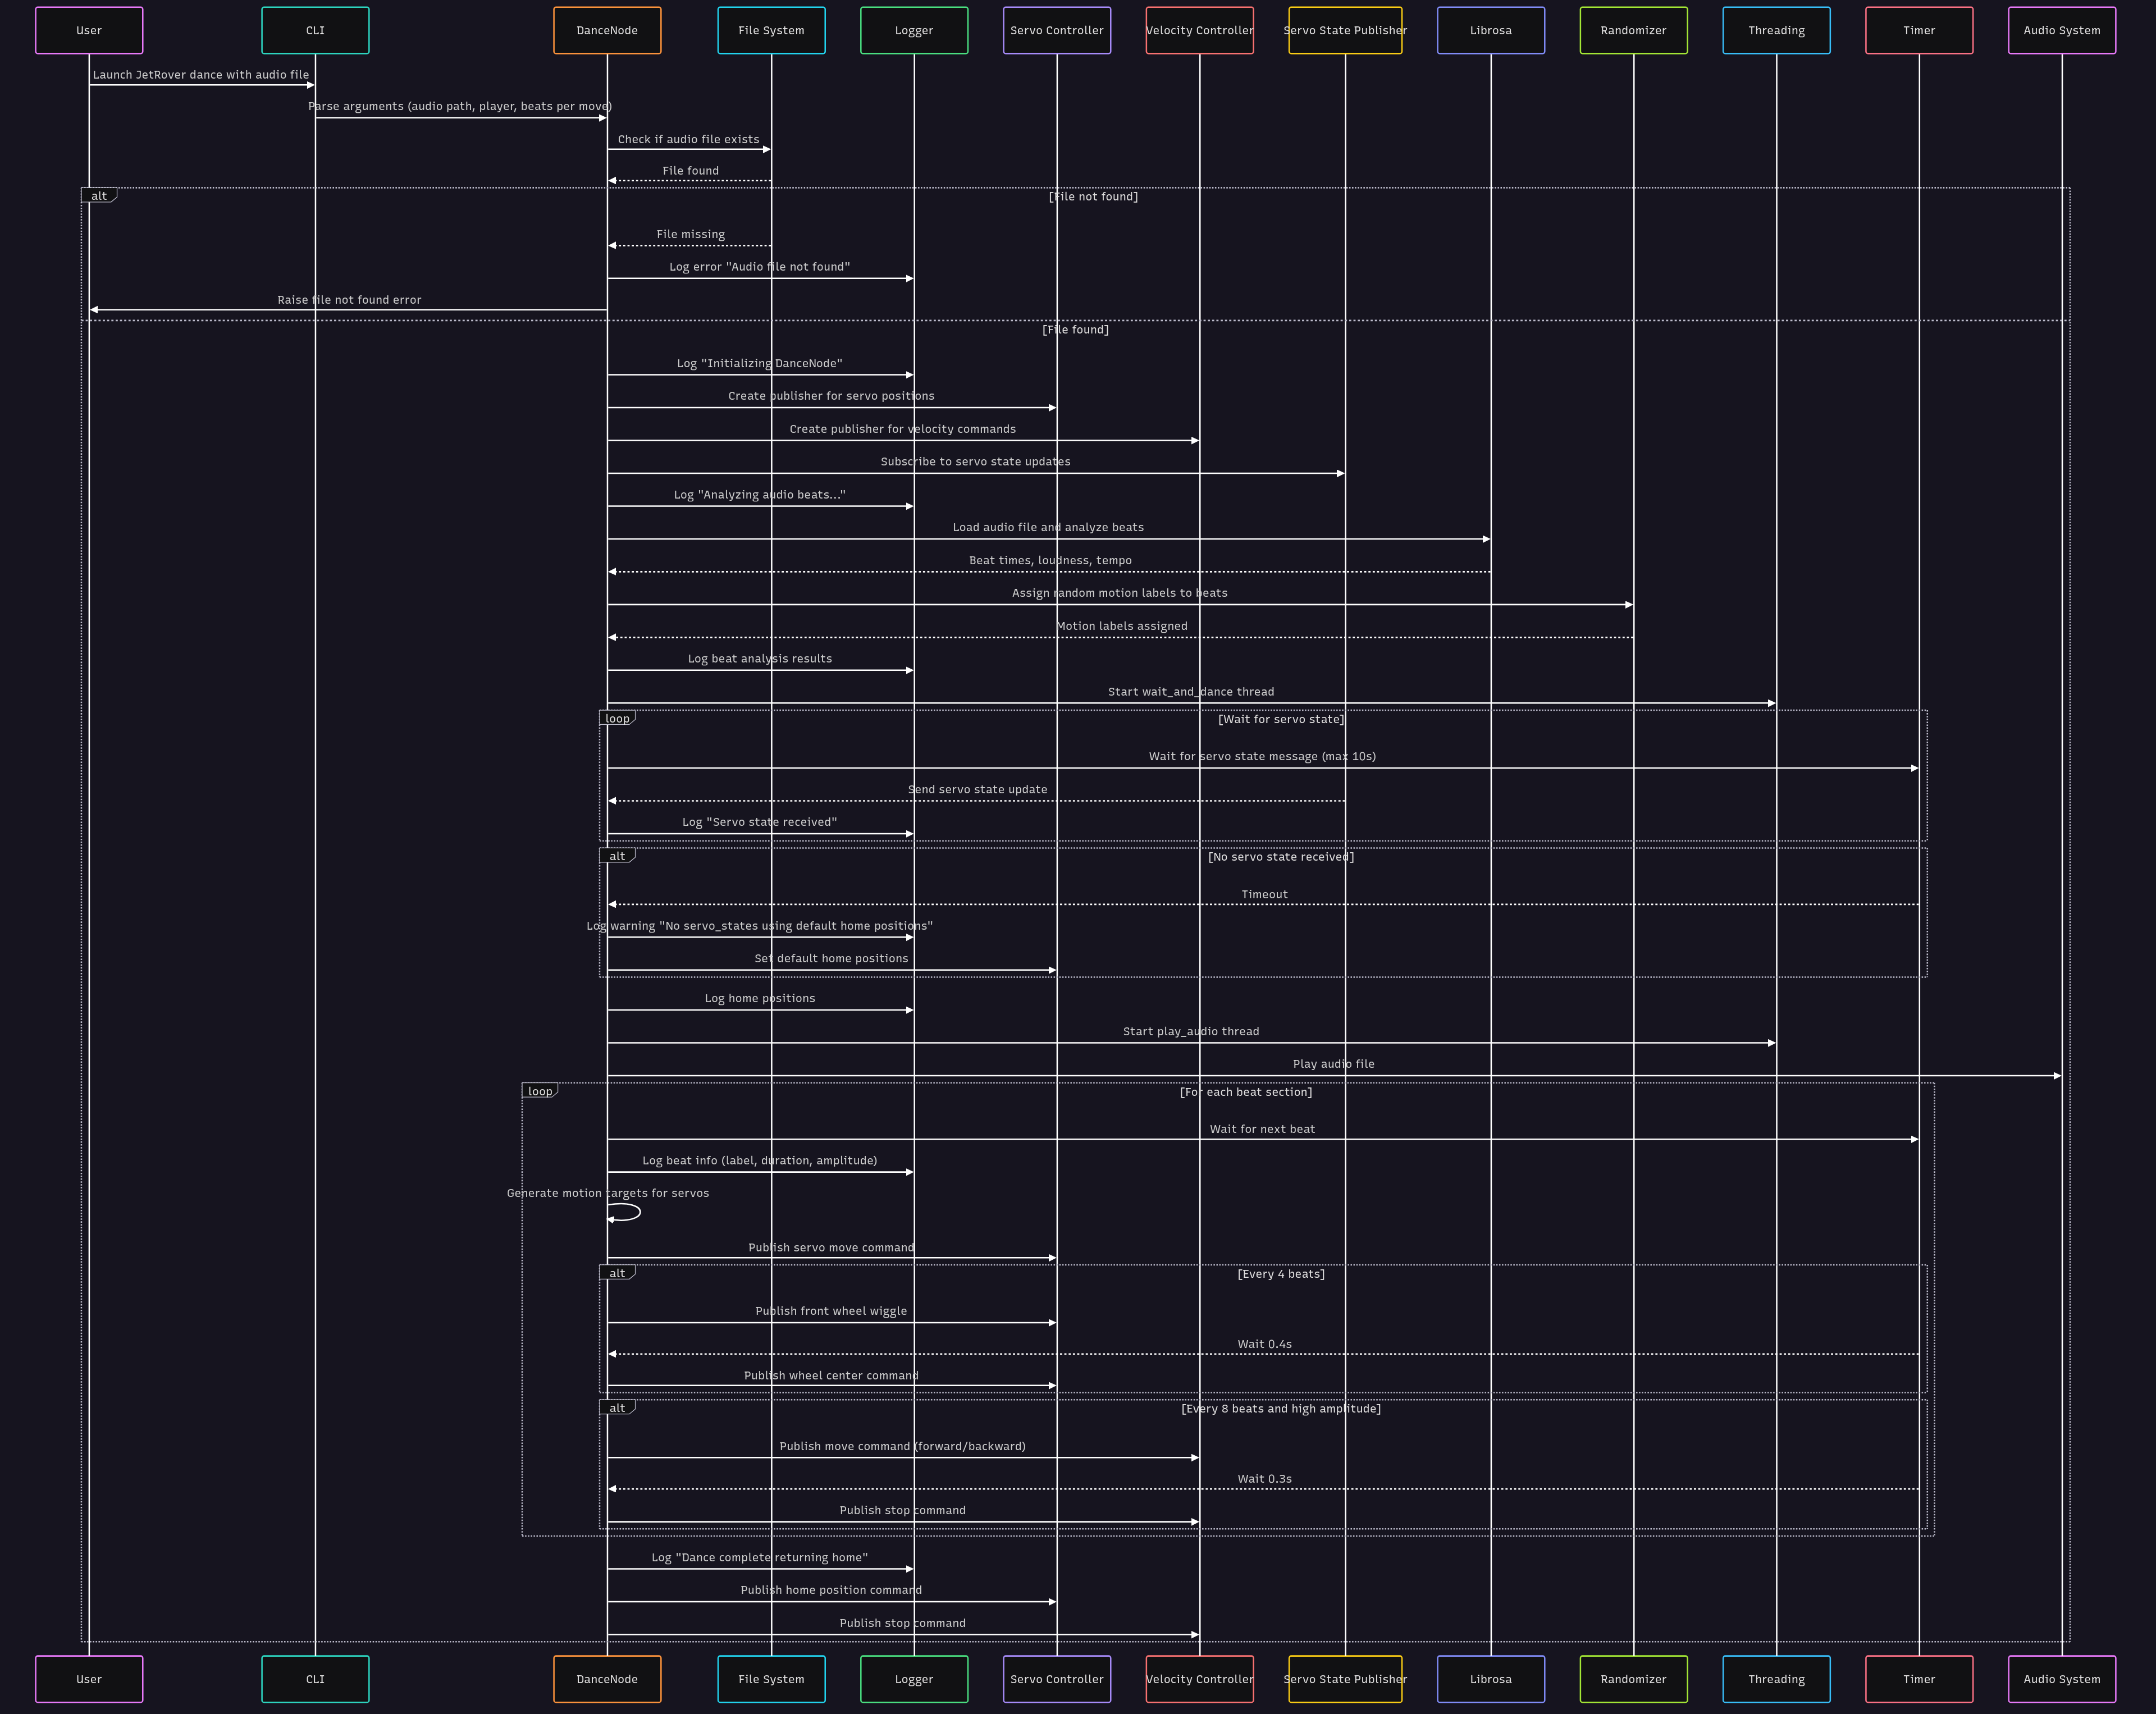 User
CLI
DanceNode
File System
Logger
Servo Controller
Velocity Controller
Servo State Publisher
Librosa
Randomizer
Threading
Timer
Audio System
Launch JetRover dance with audio file
Parse arguments (audio path, player, beats per move)
Check if audio file exists
File found
alt
[File not found]
File missing
Log error "Audio file not found"
Raise file not found error
[File found]
Log "Initializing DanceNode"
Create publisher for servo positions
Create publisher for velocity commands
Subscribe to servo state updates
Log "Analyzing audio beats..."
Load audio file and analyze beats
Beat times, loudness, tempo
Assign random motion labels to beats
Motion labels assigned
Log beat analysis results
Start wait_and_dance thread
loop
[Wait for servo state]
Wait for servo state message (max 10s)
Send servo state update
Log "Servo state received"
alt
[No servo state received]
Timeout
Log warning "No servo_states using default home positions"
Set default home positions
Log home positions
Start play_audio thread
Play audio file
loop
[For each beat section]
Wait for next beat
Log beat info (label, duration, amplitude)
Generate motion targets for servos
Publish servo move command
alt
[Every 4 beats]
Publish front wheel wiggle
Wait 0.4s
Publish wheel center command
alt
[Every 8 beats and high amplitude]
Publish move command (forward/backward)
Wait 0.3s
Publish stop command
Log "Dance complete returning home"
Publish home position command
Publish stop command
User
CLI
DanceNode
File System
Logger
Servo Controller
Velocity Controller
Servo State Publisher
Librosa
Randomizer
Threading
Timer
Audio System